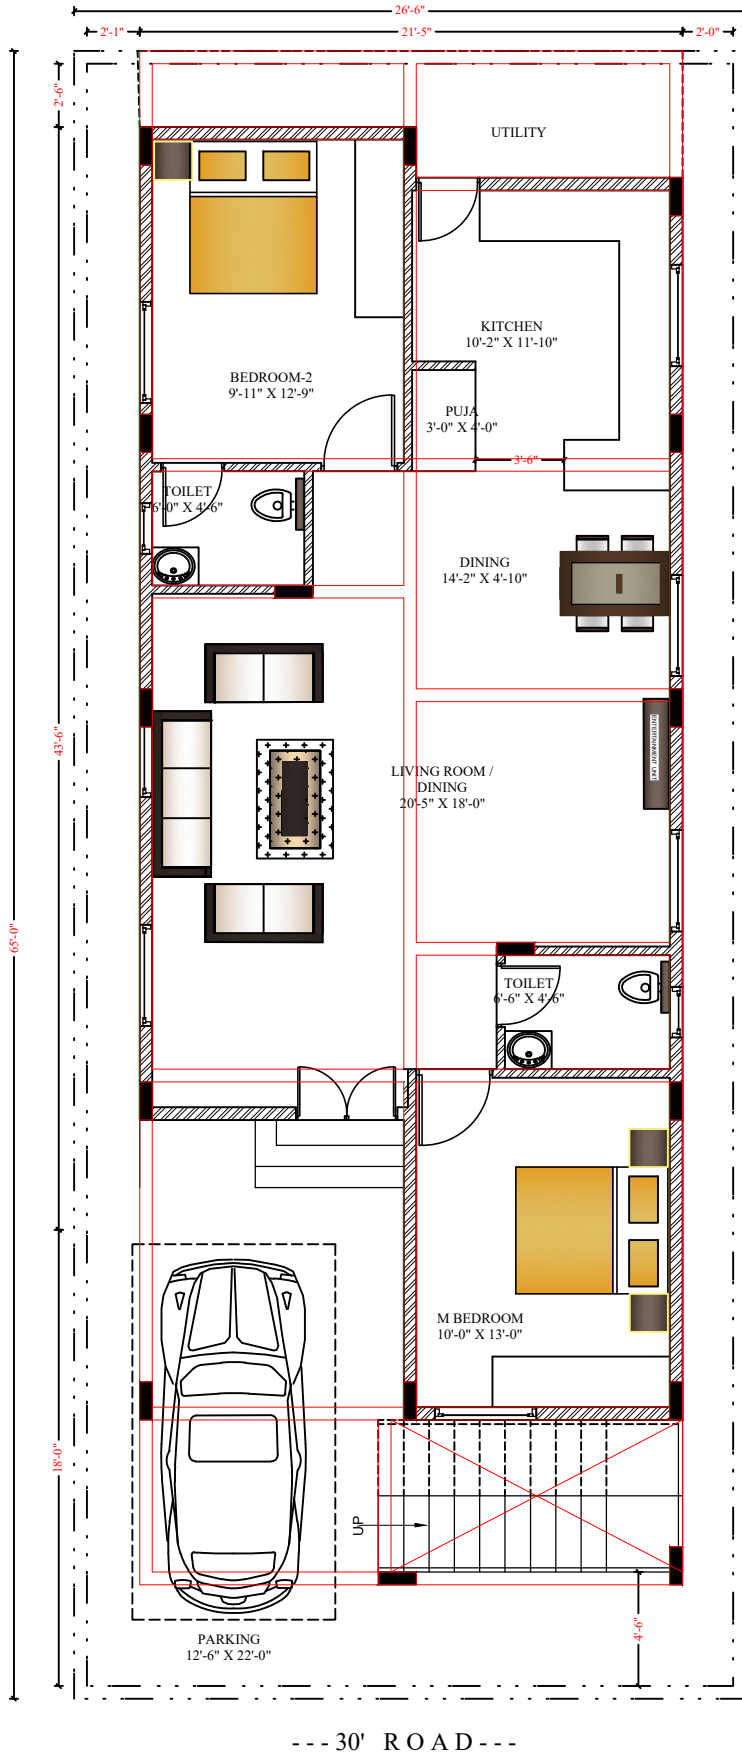 26'-6"
2'-1"
21'-5"
2'-0"
2'-6"
UTILITY
KITCHEN
10'-2" X 11'-10"
BEDROOM-2
9'-11" X 12'-9"
PUJA
3'-0" X 4'-0"
3'-6"
TOILET
6'-0" X 4'-6"
DINING
14'-2" X 4'-10"
43'-6"
ENTERTAINMENT UNIT
LIVING ROOM /
DINING
20'-5" X 18'-0"
65'-0"
TOILET
6'-6" X 4'-6"
M BEDROOM
10'-0" X 13'-0"
18'-0"
UP
4'-6"
PARKING
12'-6" X 22'-0"
---30' ROAD---